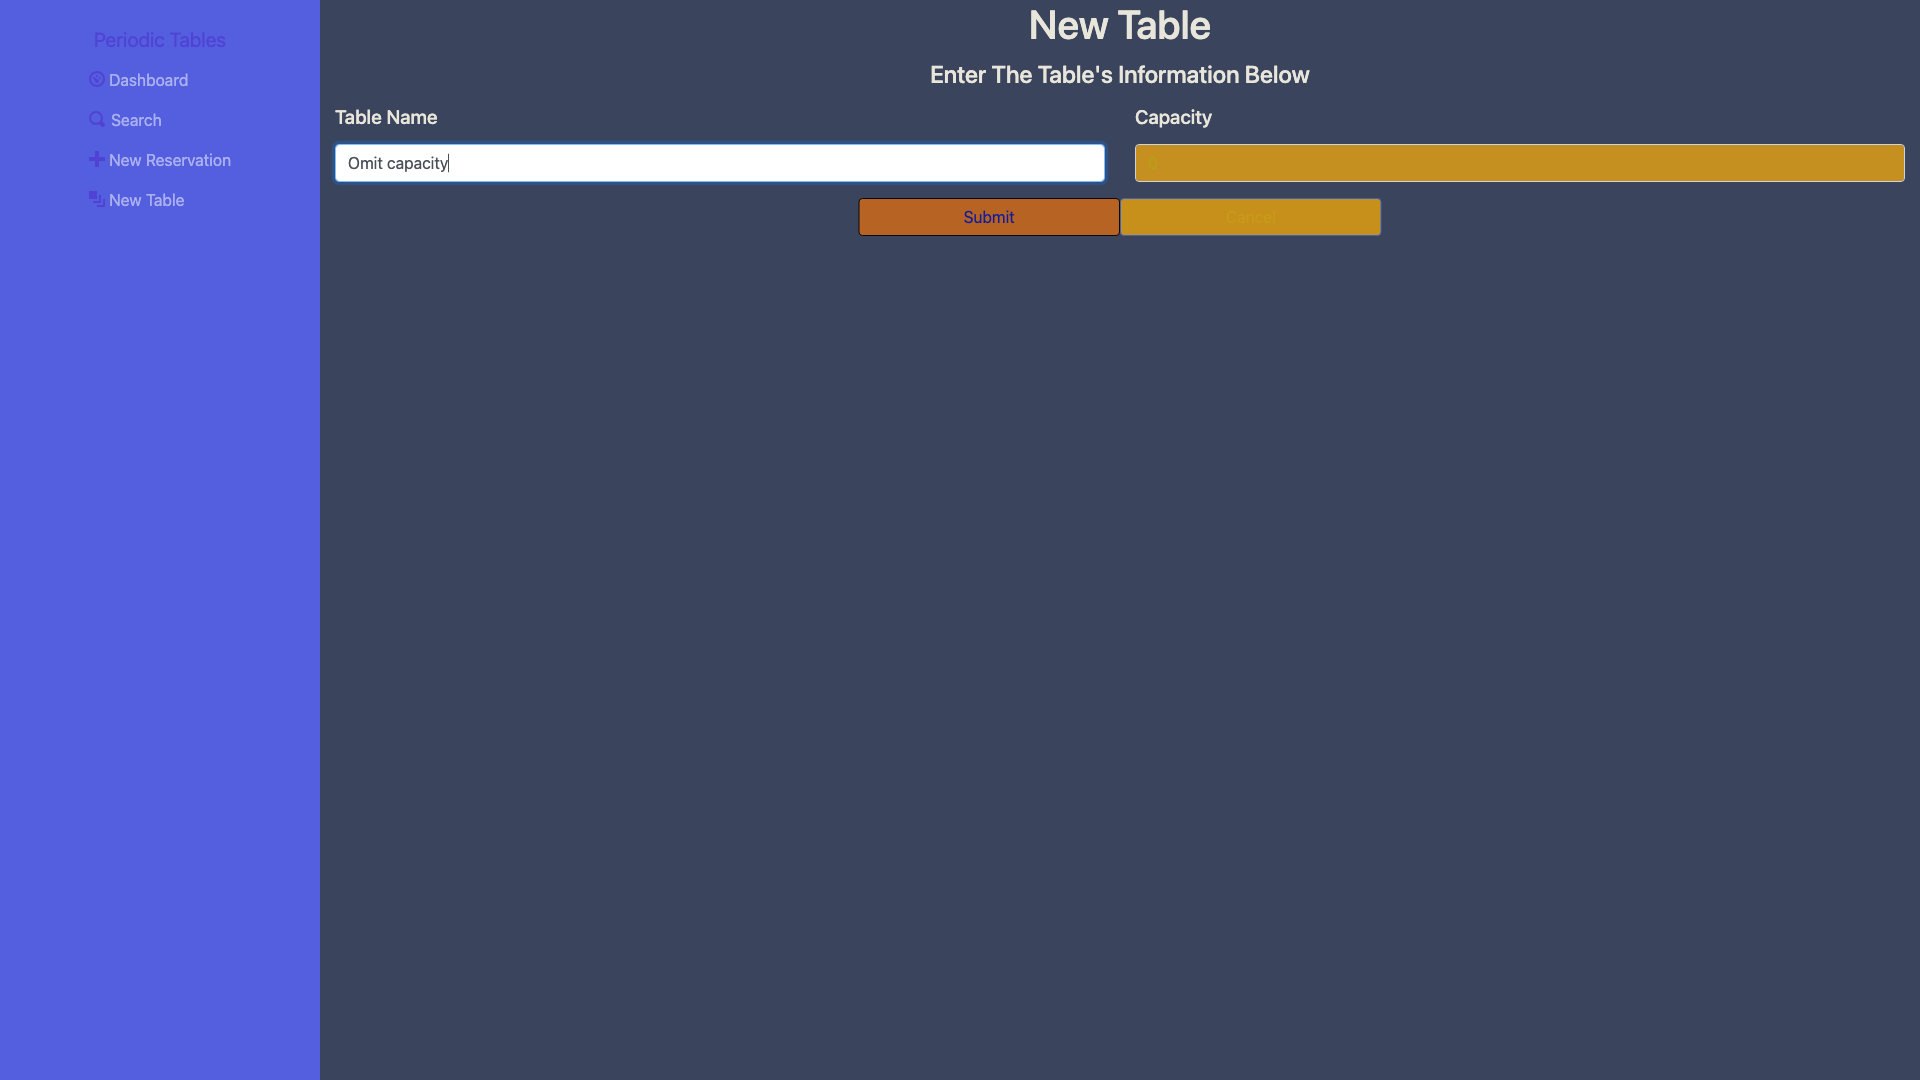 Periodic Tables
Dashboard
Search
New Reservation
New Table
New Table
Enter The Table's Information Below
Table Name
Capacity
Omit capacity
Submit
Cancel